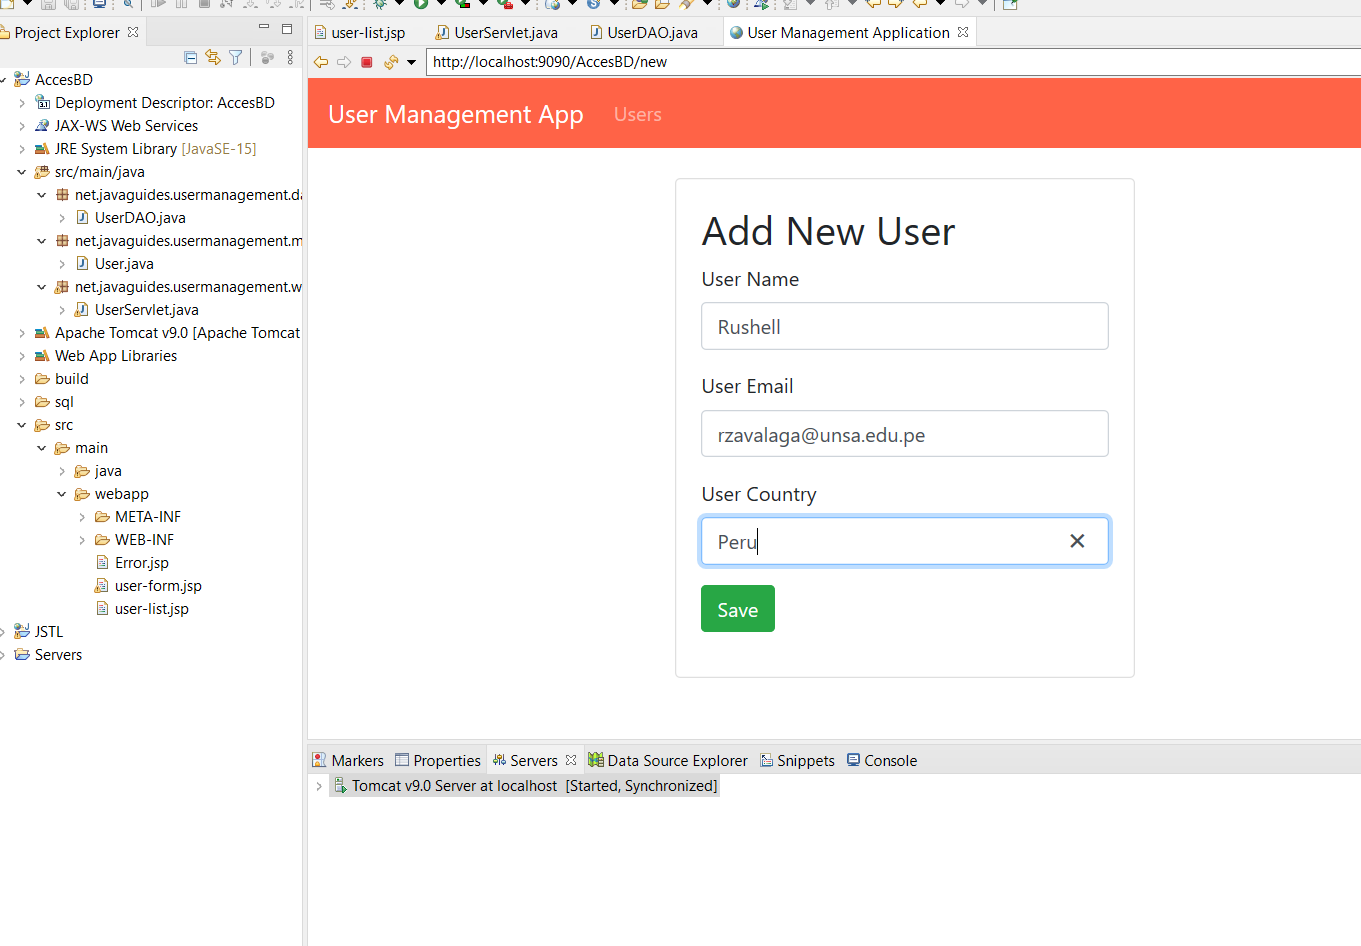 Project Explorer
user-list.jsp
UserServlet.java
UserDAO.java
User Management Application
http://localhost:9090/AccesBD/new
AccesBD
Deployment Descriptor: AccesBD
JAX-WS Web Services
JRE System Library [JavaSE-15]
src/main/java
net.javaguides.usermanagement.da
UserDAO.java
net.javaguides.usermanagement.m
User.java
net.javaguides.usermanagement.w
UserServlet.java
Apache Tomcat v9.0 [Apache Tomcat
Web App Libraries
build
sql
src
main
java
webapp
META-INF
WEB-INF
Error.jsp
user-form.jsp
user-list.jsp
JSTL
Servers
User Management App
Users
Add New User
User Name
Rushell
User Email
rzavalaga@unsa.edu.pe
User Country
Peru
Save
Markers
Properties
Servers
Data Source Explorer
Snippets
Console
Tomcat v9.0 Server at localhost [Started, Synchronized]